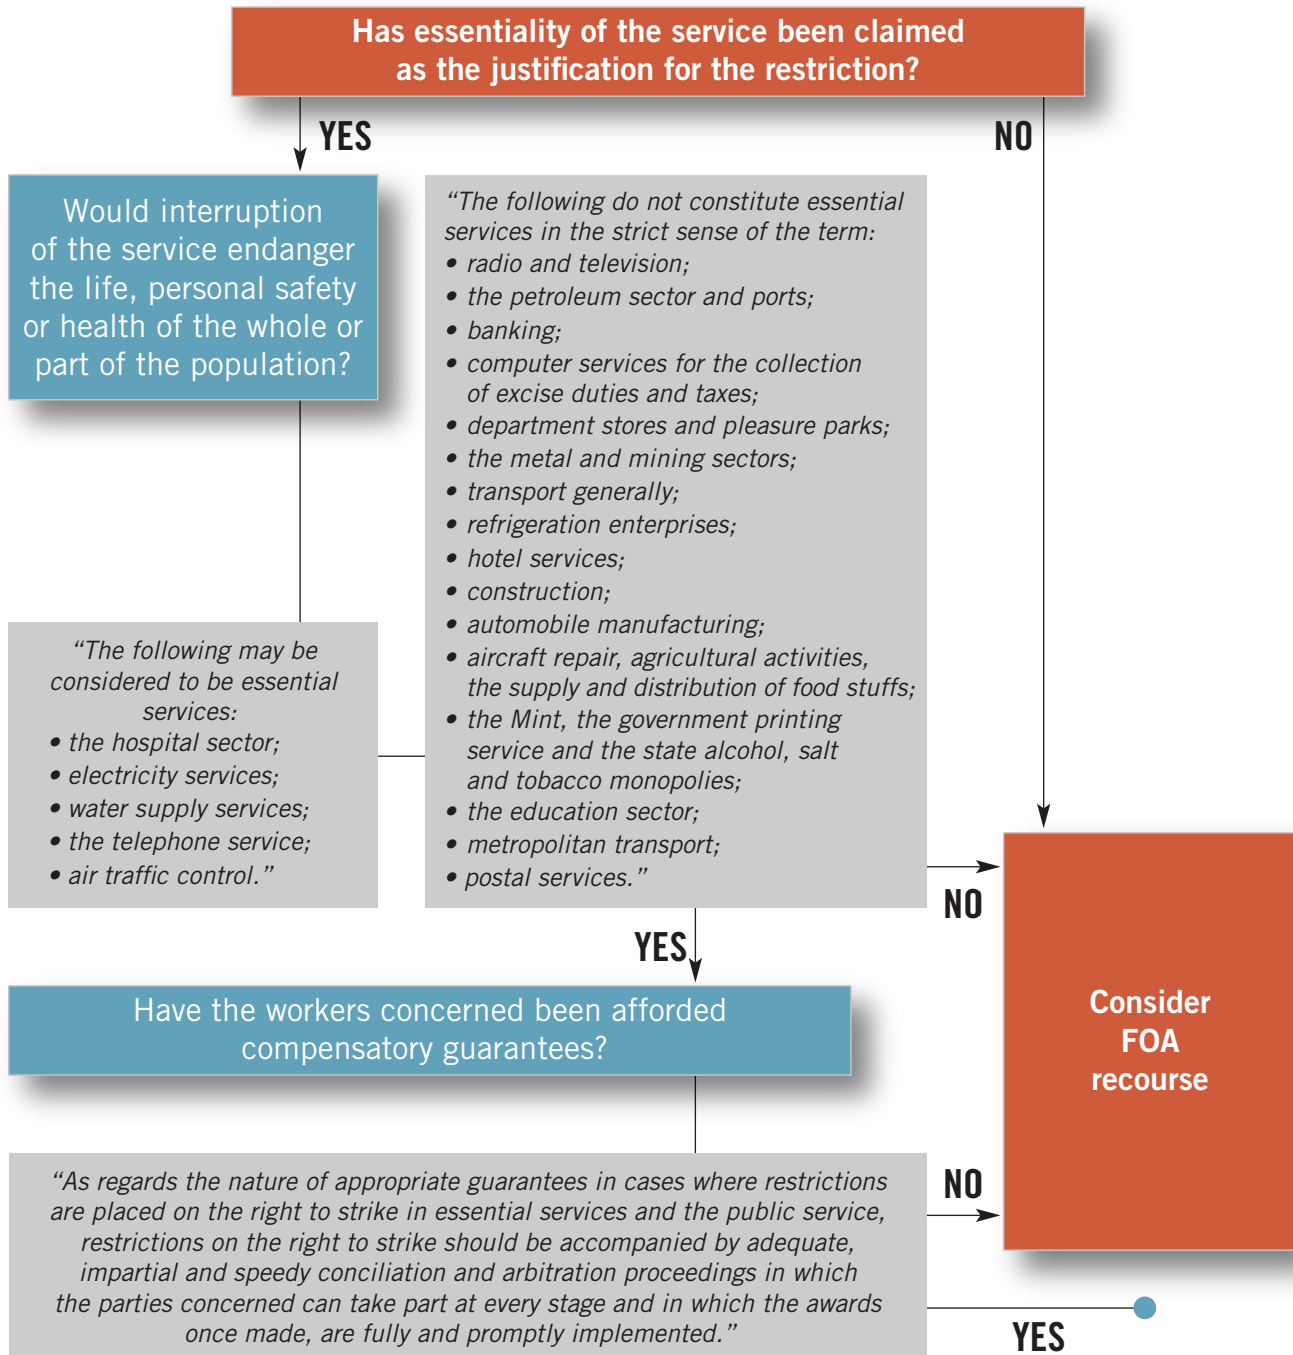 Has essentiality of the service been claimed
as the justification for the restriction?
YES
NO
Would interruption
of the service endanger
the life, personal safety
or health of the whole or
part of the population?
“The following do not constitute essential
services in the strict sense of the term:
• radio and television;
• the petroleum sector and ports;
• banking;
• computer services for the collection
of excise duties and taxes;
• department stores and pleasure parks;
• the metal and mining sectors;
• transport generally;
• refrigeration enterprises;
• hotel services;
• construction;
• automobile manufacturing;
• aircraft repair, agricultural activities,
the supply and distribution of food stuffs;
• the Mint, the government printing
service and the state alcohol, salt
and tobacco monopolies;
• the education sector;
• metropolitan transport;
• postal services.”
“The following may be
considered to be essential
services:
• the hospital sector;
• electricity services;
• water supply services;
• the telephone service;
• air traffic control.”
NO
YES
Have the workers concerned been afforded
compensatory guarantees?
Consider
FOA
recourse
“As regards the nature of appropriate guarantees in cases where restrictions
are placed on the right to strike in essential services and the public service,
restrictions on the right to strike should be accompanied by adequate,
impartial and speedy conciliation and arbitration proceedings in which
the parties concerned can take part at every stage and in which the awards
once made, are fully and promptly implemented.”
NO
YES